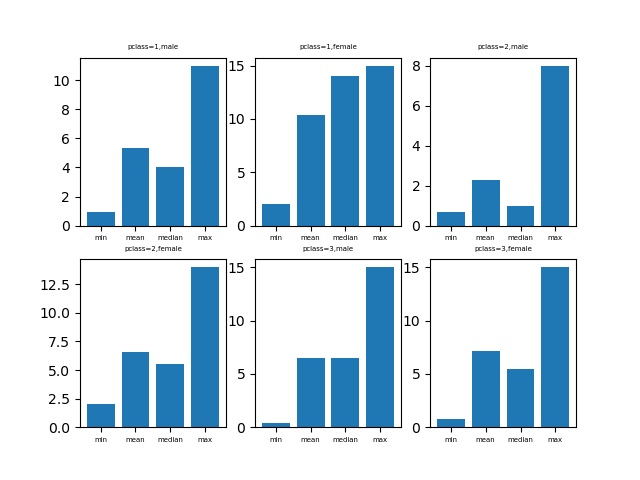 pclass=1,male
10
8
6
4
2
0
min mean median max
pclass=1,female
15
10
5
0
min mean median max
pclass=2,male
8
6
4
2
0
min mean median max
pclass=2,female
12.5
10.0
7.5
5.0
2.5
0.0
min mean median max
pclass=3,male
15
10
5
0
min mean median max
pclass=3,female
15
10
5
0
min mean median max